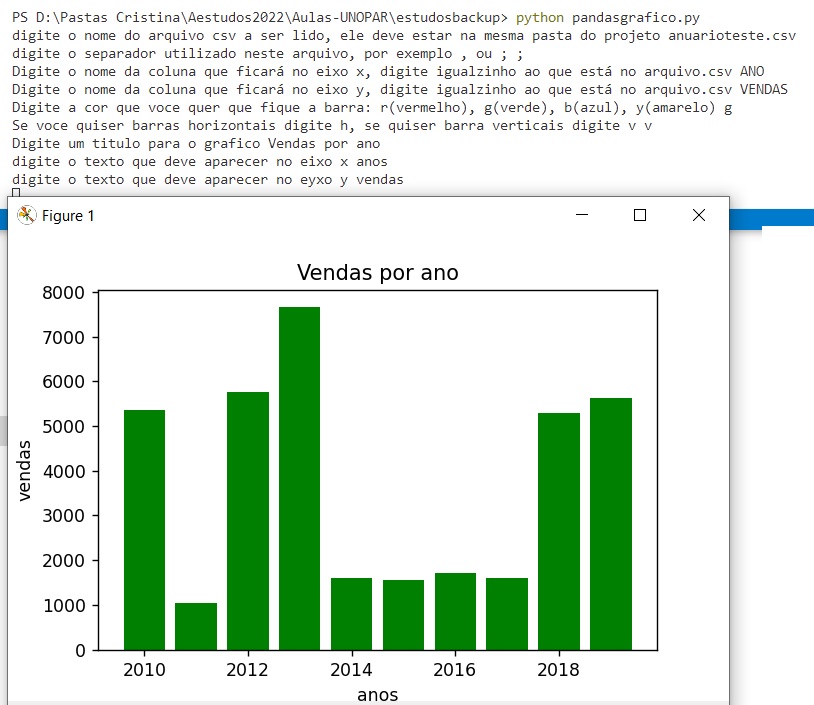 PS D:\Pastas Cristina\Aestudos2022\Aulas-UNOPAR\estudosbackup> python pandasgrafico.py
digite o nome do arquivo csv a ser lido, ele deve estar na mesma pasta do projeto anuarioteste.csv
digite o separador utilizado neste arquivo, por exemplo , ou ; ;
Digite o nome da coluna que ficará no eixo x, digite igualzinho ao que está no arquivo.csv ANO
Digite o nome da coluna que ficará no eixo y, digite igualzinho ao que está no arquivo.csv VENDAS
Digite a cor que voce quer que fique a barra: r(vermelho), g(verde), b(azul), y(amarelo) g
Se voce quiser barras horizontais digite h, se quiser barra verticais digite v v
Digite um titulo para o grafico Vendas por ano
digite o texto que deve aparecer no eixo x anos
digite o texto que deve aparecer no eyxo y vendas
Figure 1
Vendas por ano
8000
7000
6000
5000
4000
3000
2000
1000
0
vendas
2010 2012 2014 2016 2018
anos